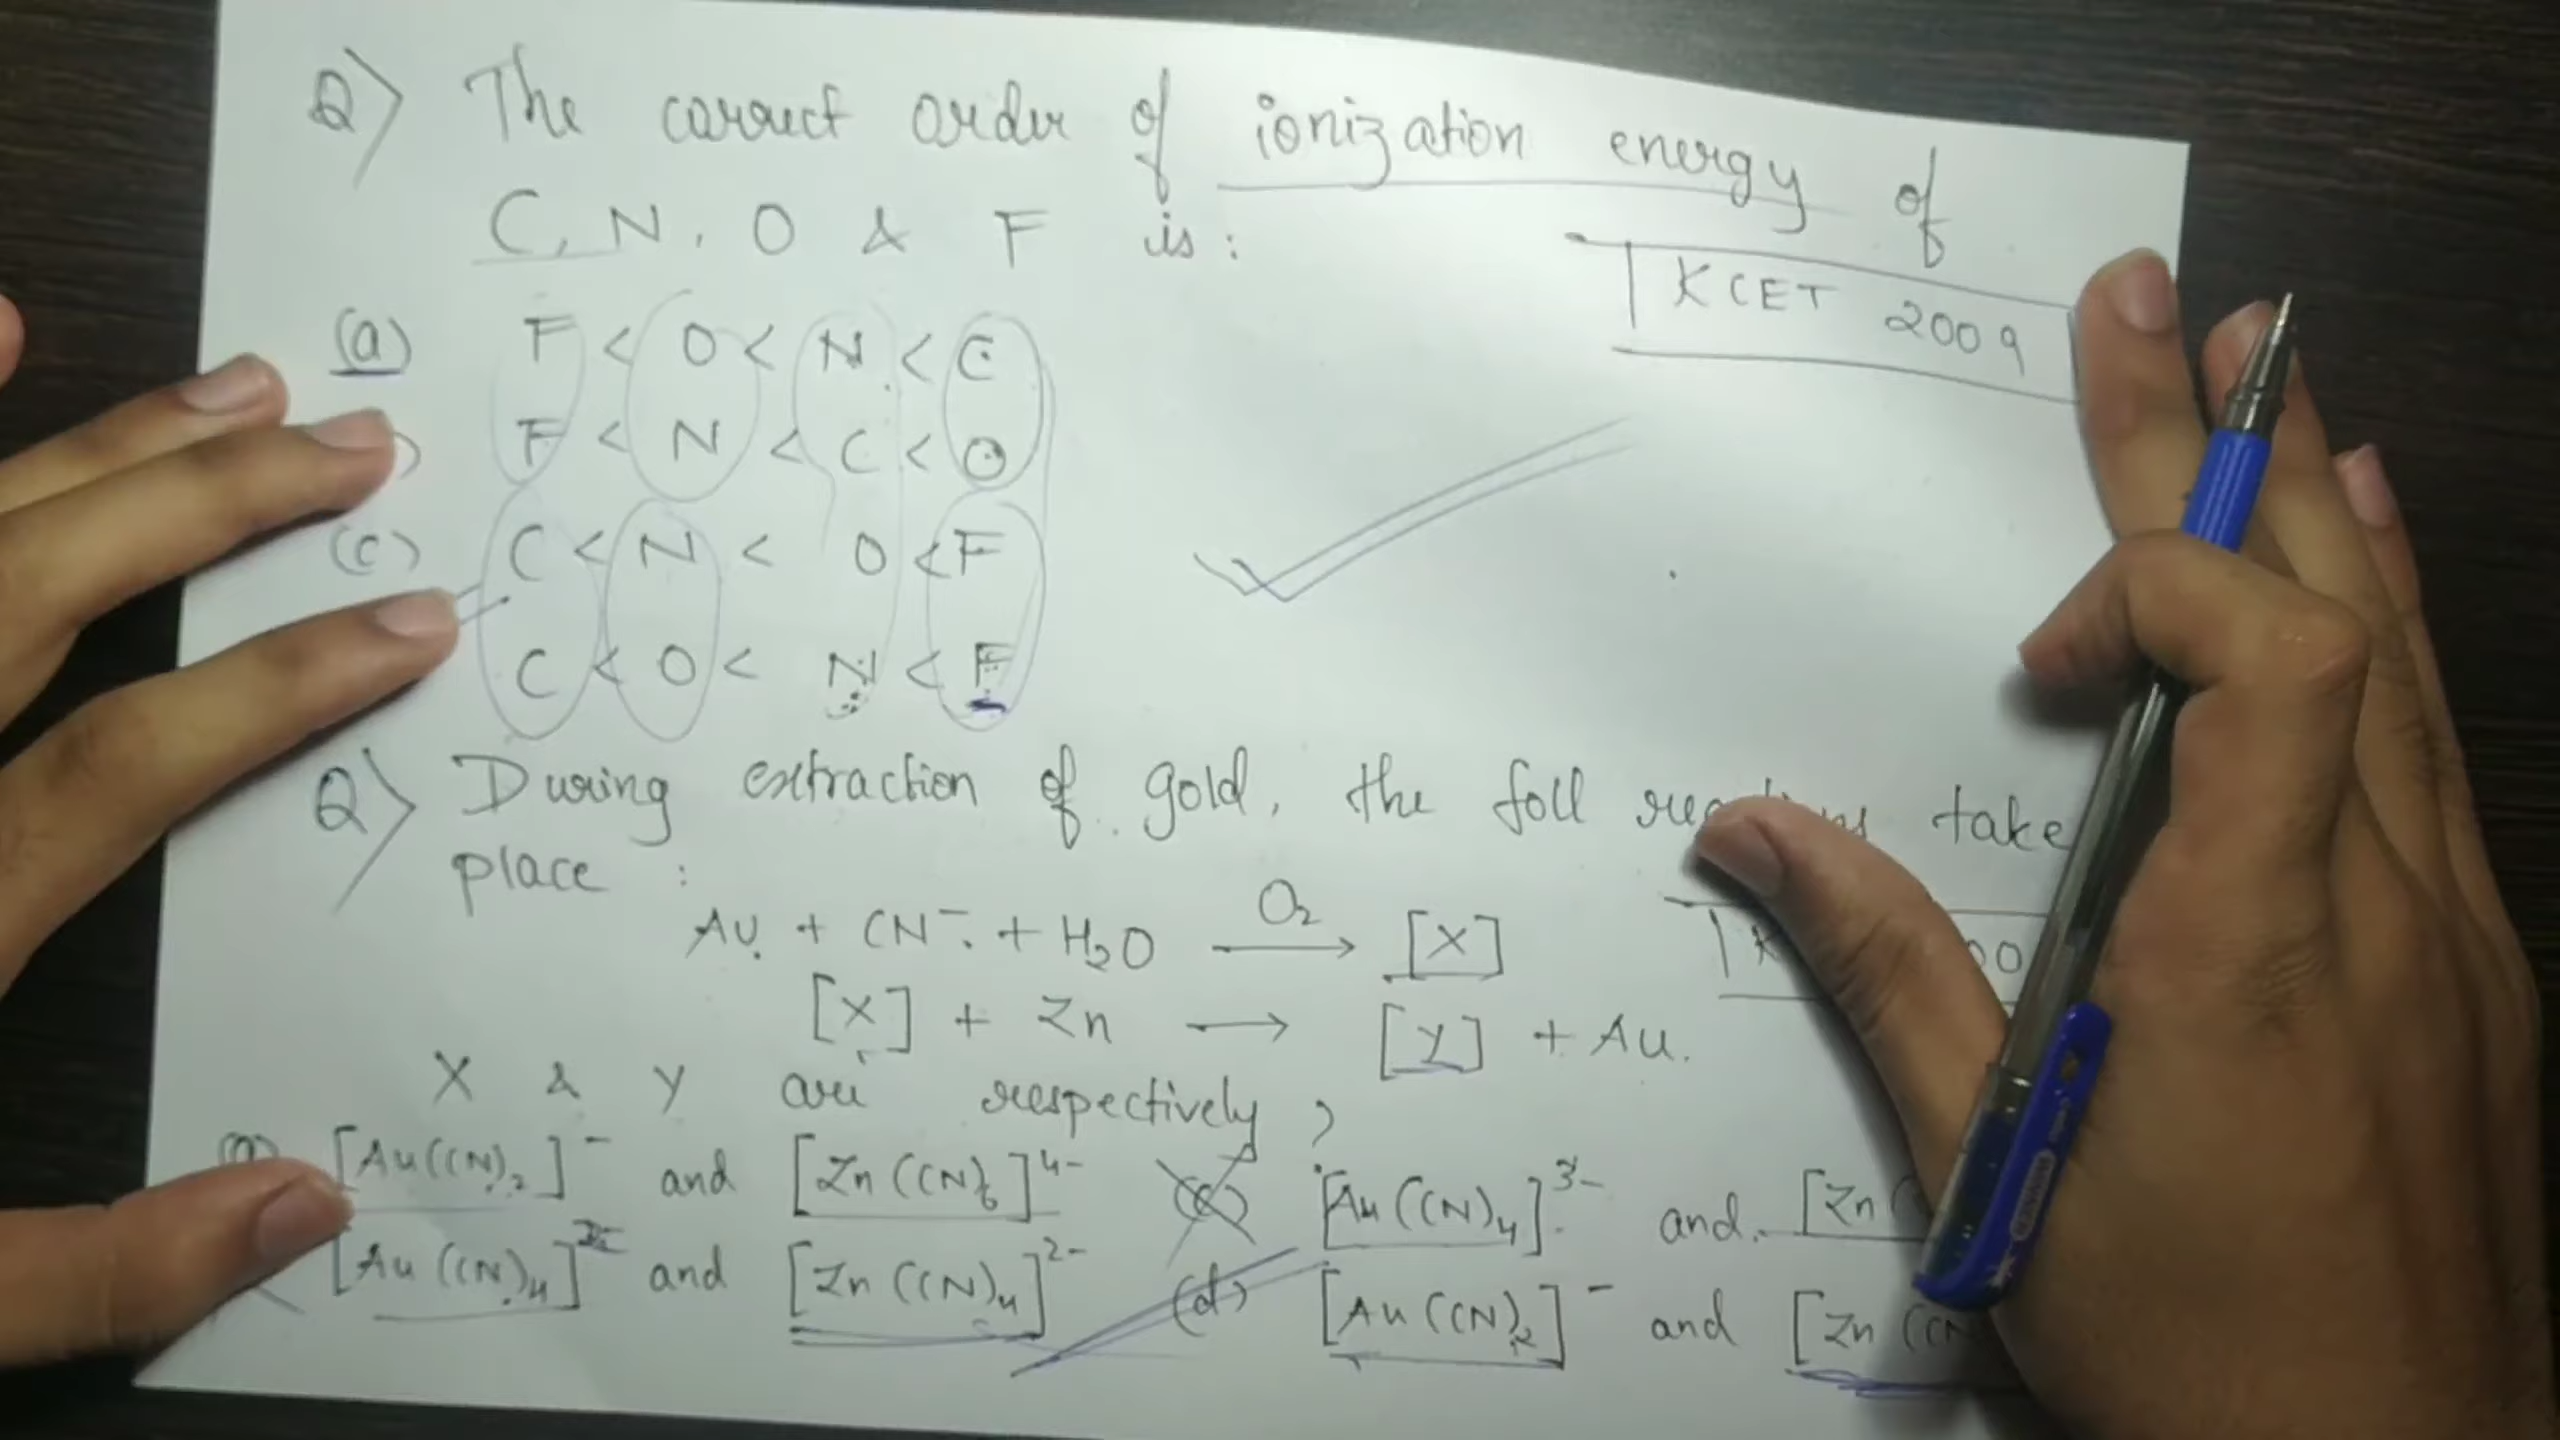 Q) The correct order of ionization energy of
C, N, O & F is:
KCET 2009
(a) F < O < N < C
) F < N < C < O
(c) C < N < O < F
C < O < N < F
Q) During extraction of gold, the foll take
place :
Au + CN⁻ + H₂O —O₂→ [X]
[X] + Zn → [Y] + Au.
X & Y are respectively,
[Au(CN)₂]⁻ and [Zn(CN)₆]⁴⁻ (c) [Au(CN)₄]³⁻ and [Zn
[Au(CN)₄] and [Zn(CN)₄]²⁻ (d) [Au(CN)₂]⁻ and [Zn(CN